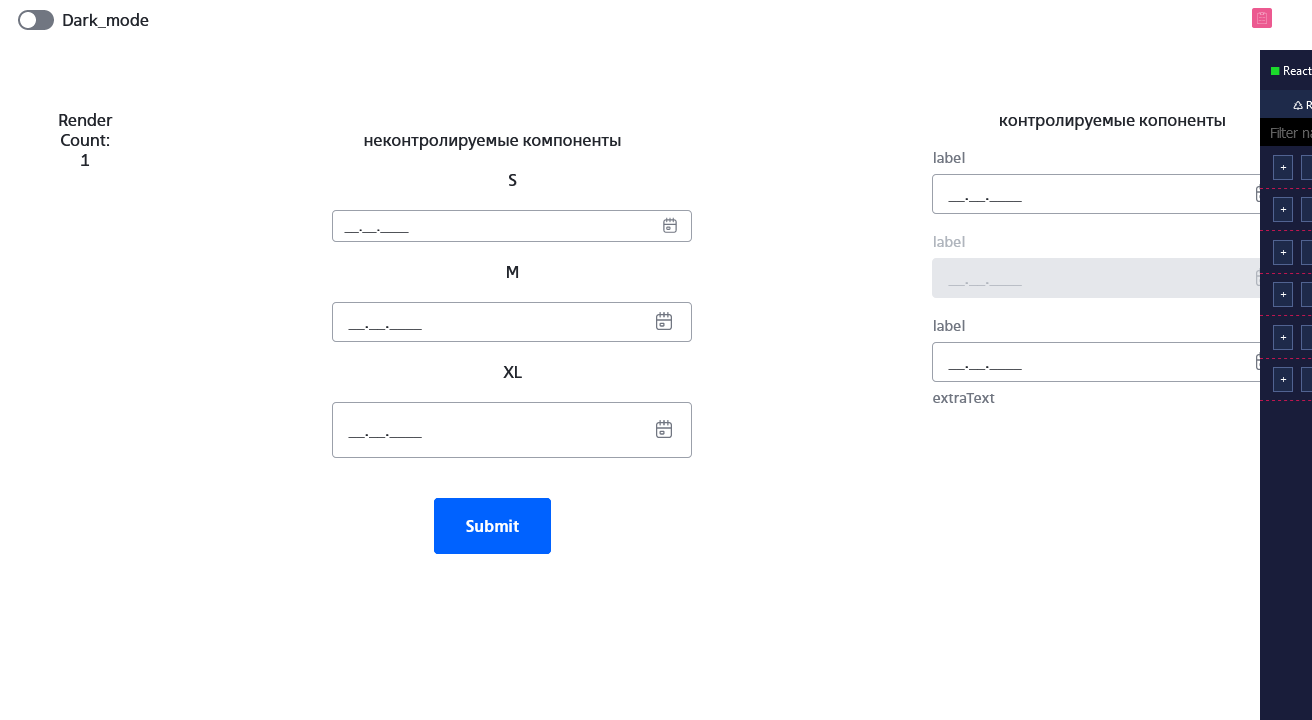 Dark_mode
Render
Count:
1
неконтролируемые компоненты
S
__.__.____
M
__.__.____
XL
__.__.____
Submit
контролируемые копоненты
label
__.__.____
label
__.__.____
label
__.__.____
extraText
React
R
Filter na
+
+
+
+
+
+